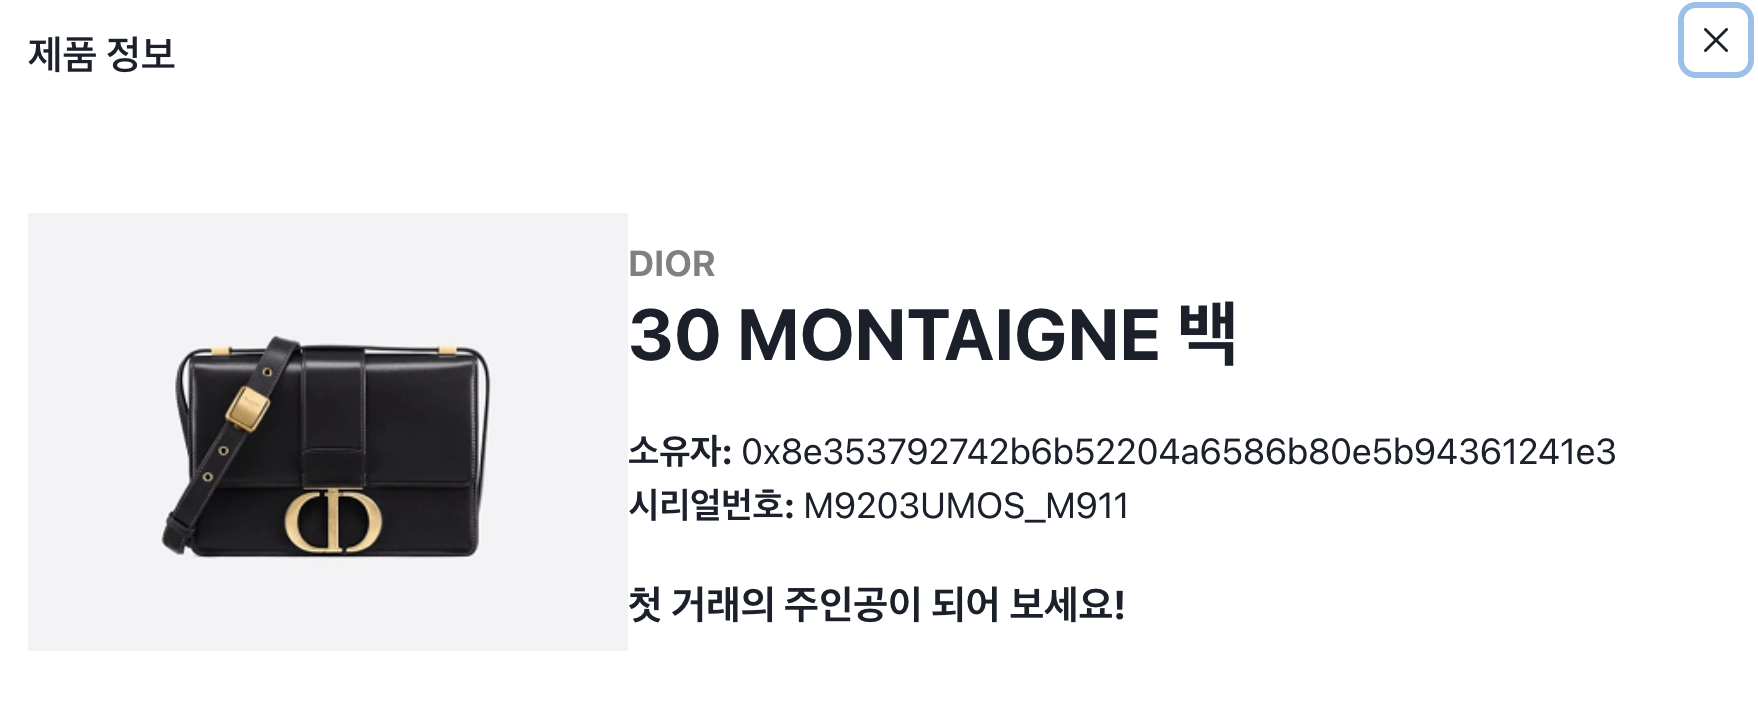 제품 정보
DIOR
30 MONTAIGNE 백
소유자: 0x8e353792742b6b52204a6586b80e5b94361241e3
시리얼번호: M9203UMOS_M911
첫 거래의 주인공이 되어 보세요!